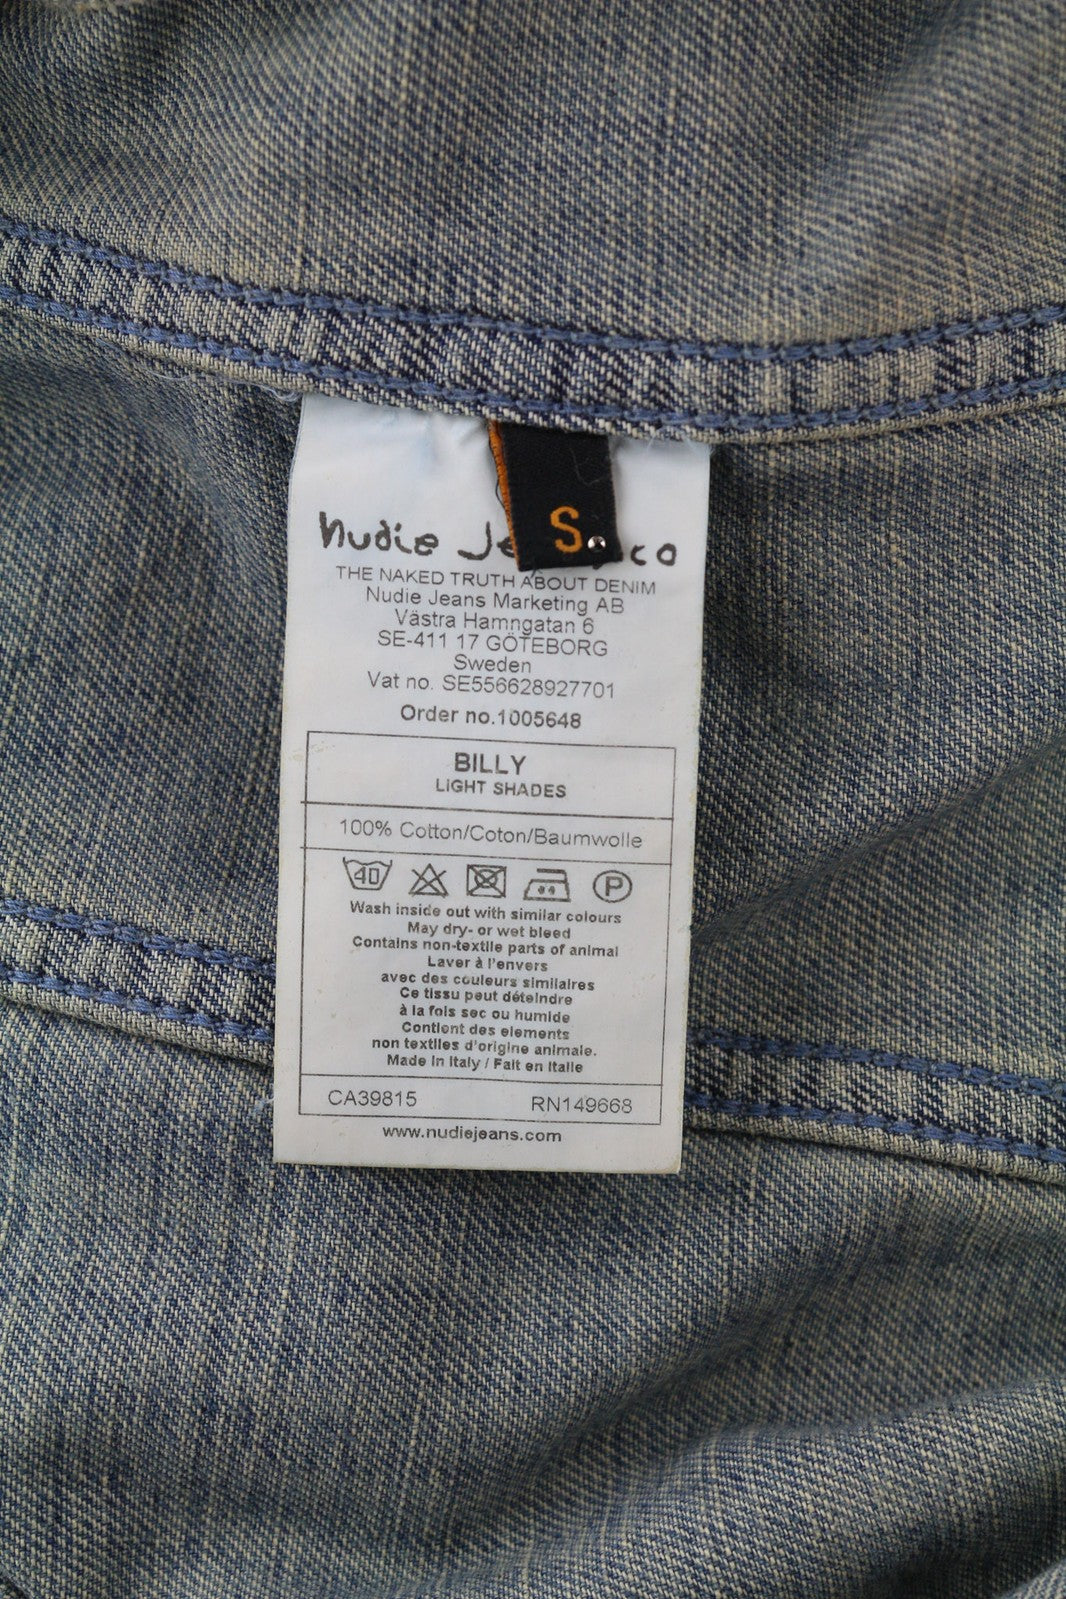 S.
nudie Je co
THE NAKED TRUTH ABOUT DENIM
Nudie Jeans Marketing AB
Västra Hamngatan 6
SE-411 17 GÖTEBORG
Sweden
Vat no. SE556628927701
Order no.1005648
BILLY
LIGHT SHADES
100% Cotton/Coton/Baumwolle
40 P
Wash inside out with similar colours
May dry- or wet bleed
Contains non-textile parts of animal
Laver à l'envers
avec des couleurs similaires
Ce tissu peut déteindre
à la fois sec ou humide
Contient des elements
non textiles d'origine animale.
Made in Italy / Fait en Italie
CA39815 RN149668
www.nudiejeans.com